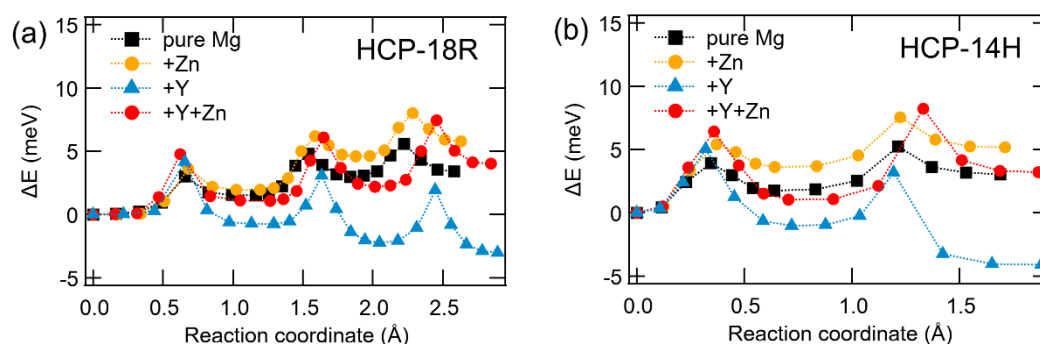 (a)
HCP-18R
pure Mg
+Zn
+Y
+Y+Zn
ΔE (meV)
15
10
5
0
-5
0.0 0.5 1.0 1.5 2.0 2.5
Reaction coordinate (Å)
(b)
HCP-14H
pure Mg
+Zn
+Y
+Y+Zn
ΔE (meV)
15
10
5
0
-5
0.0 0.5 1.0 1.5
Reaction coordinate (Å)